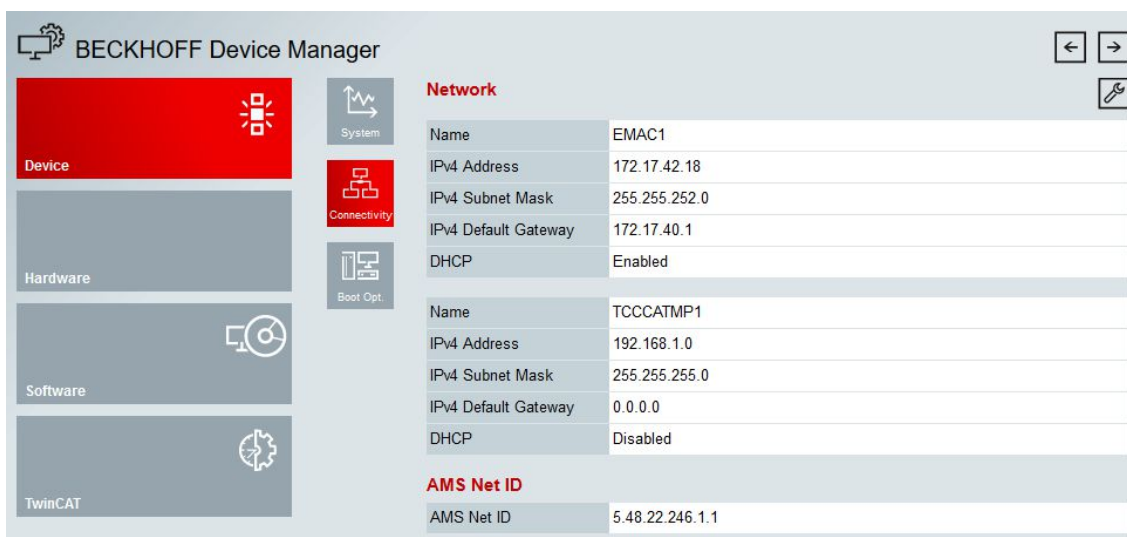 BECKHOFF Device Manager
Device
Hardware
Software
TwinCAT
System
Connectivity
Boot Opt.
Network
Name EMAC1
IPv4 Address 172.17.42.18
IPv4 Subnet Mask 255.255.252.0
IPv4 Default Gateway 172.17.40.1
DHCP Enabled
Name TCCCATMP1
IPv4 Address 192.168.1.0
IPv4 Subnet Mask 255.255.255.0
IPv4 Default Gateway 0.0.0.0
DHCP Disabled
AMS Net ID
AMS Net ID 5.48.22.246.1.1